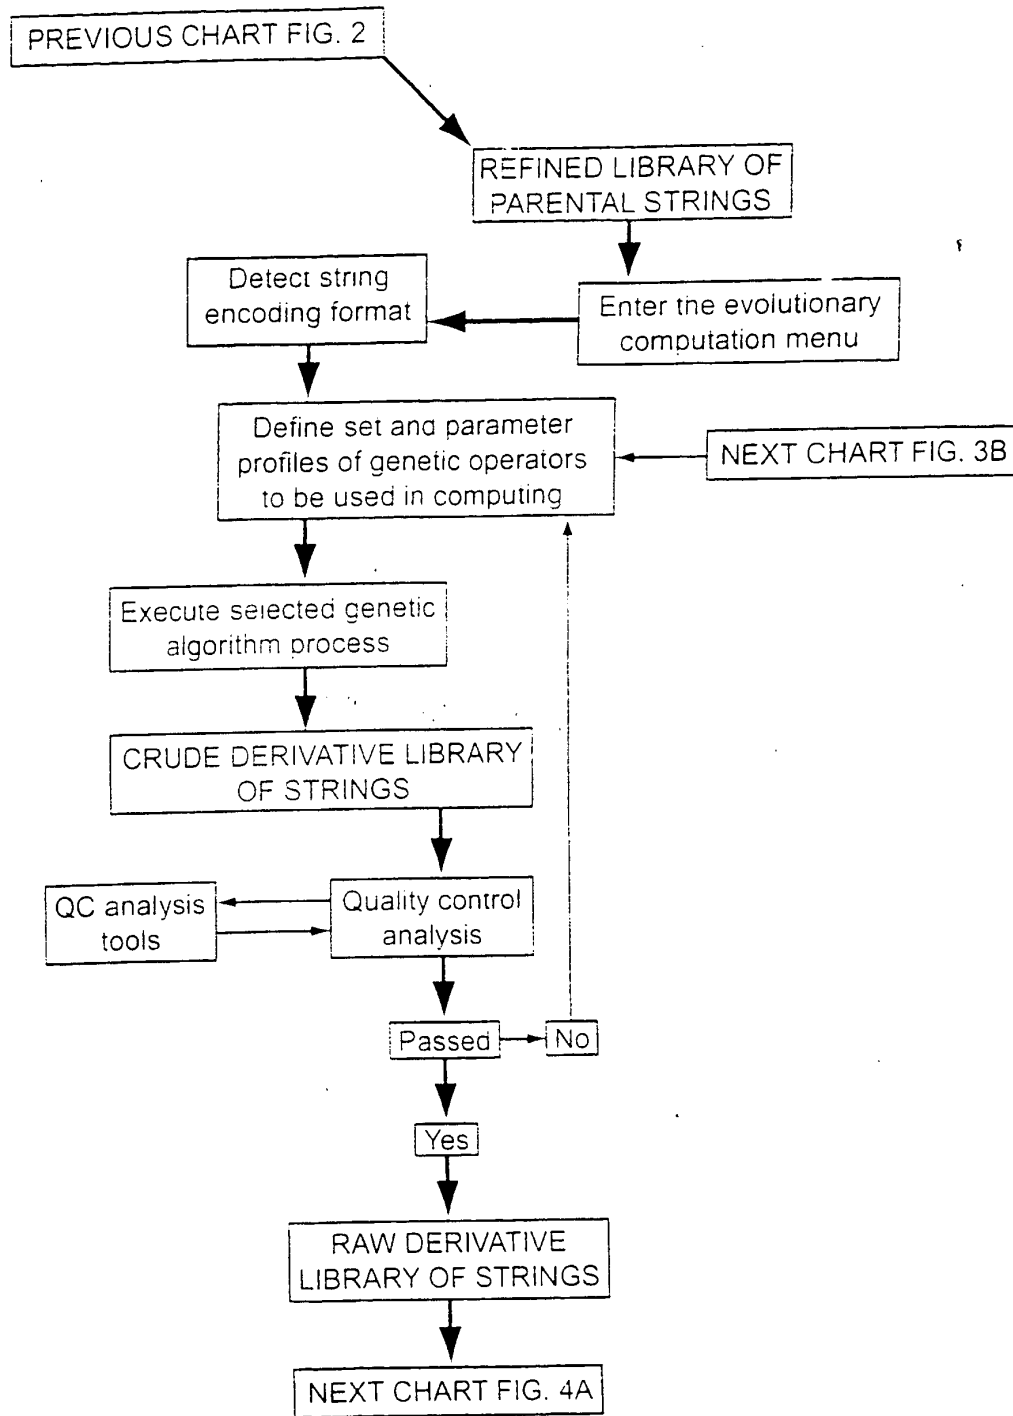 PREVIOUS CHART FIG. 2
REFINED LIBRARY OF
PARENTAL STRINGS
Detect string
encoding format
Enter the evolutionary
computation menu
Define set and parameter
profiles of genetic operators
to be used in computing
NEXT CHART FIG. 3B
Execute selected genetic
algorithm process
CRUDE DERIVATIVE LIBRARY
OF STRINGS
QC analysis
tools
Quality control
analysis
Passed
No
Yes
RAW DERIVATIVE
LIBRARY OF STRINGS
NEXT CHART FIG. 4A